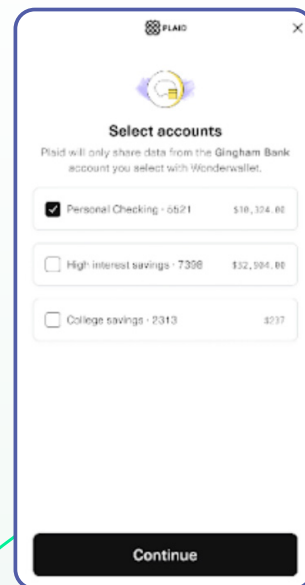 PLAID
Select accounts
Plaid will only share data from the Gingham Bank
account you select with Wonderwallet.
Personal Checking - 6521 $10,324.00
High interest savings - 7398 $32,904.00
College savings - 2313 $237
Continue